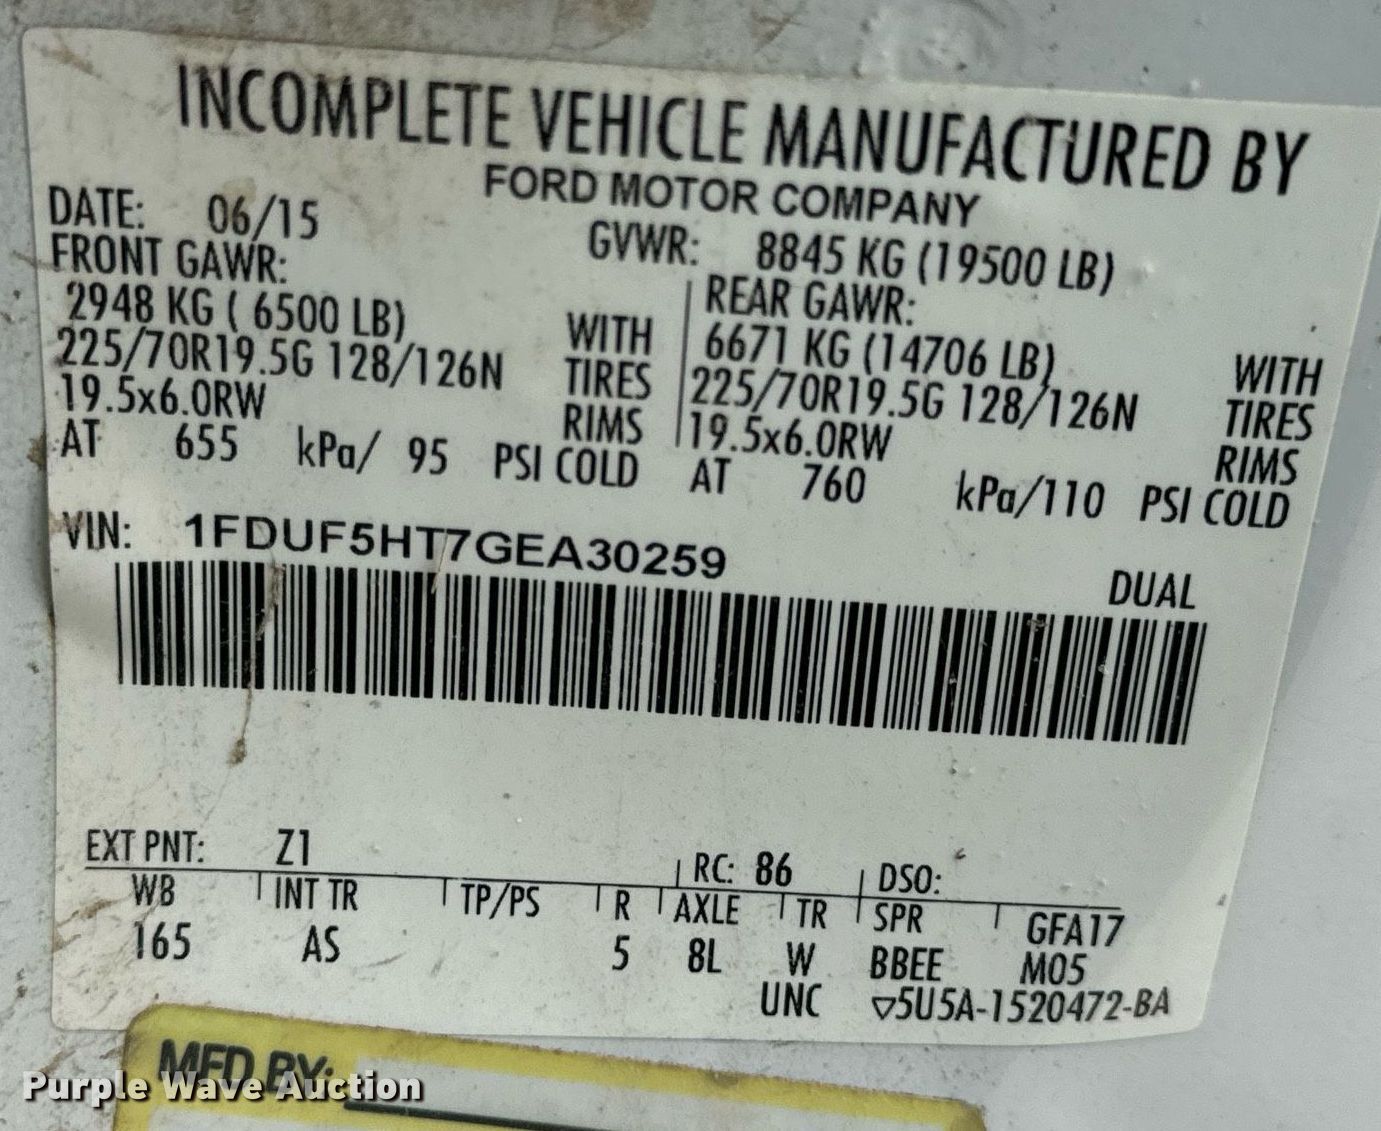 INCOMPLETE VEHICLE MANUFACTURED BY
FORD MOTOR COMPANY
DATE: 06/15 GVWR: 8845 KG (19500 LB)
FRONT GAWR: REAR GAWR:
2948 KG ( 6500 LB) WITH 6671 KG (14706 LB) WITH
225/70R19.5G 128/126N TIRES 225/70R19.5G 128/126N TIRES
19.5x6.0RW RIMS 19.5x6.0RW RIMS
AT 655 kPa/ 95 PSI COLD AT 760 kPa/110 PSI COLD
VIN: 1FDUF5HT7GEA30259
DUAL
EXT PNT: Z1 RC: 86 DSO:
WB INT TR TP/PS R AXLE TR SPR GFA17
165 AS 5 8L W BBEE M05
UNC ▽5U5A-1520472-BA
MFD BY:
Purple Wave Auction